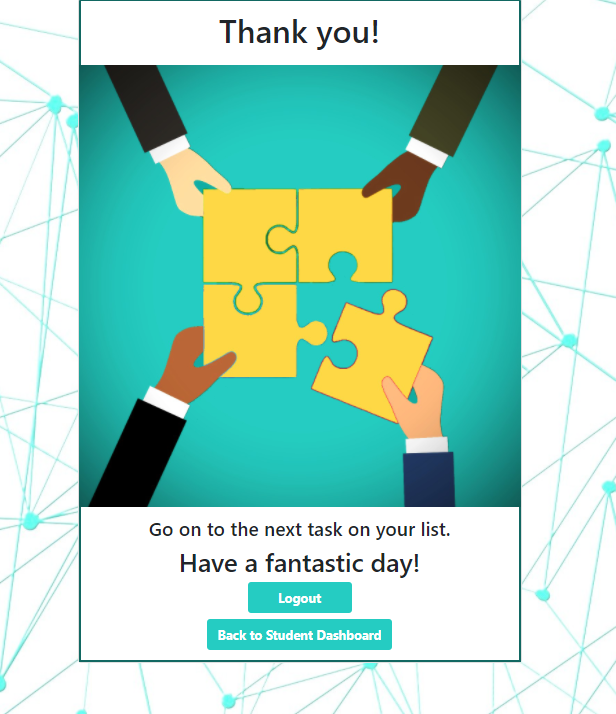 Thank you!
Go on to the next task on your list.
Have a fantastic day!
Logout
Back to Student Dashboard